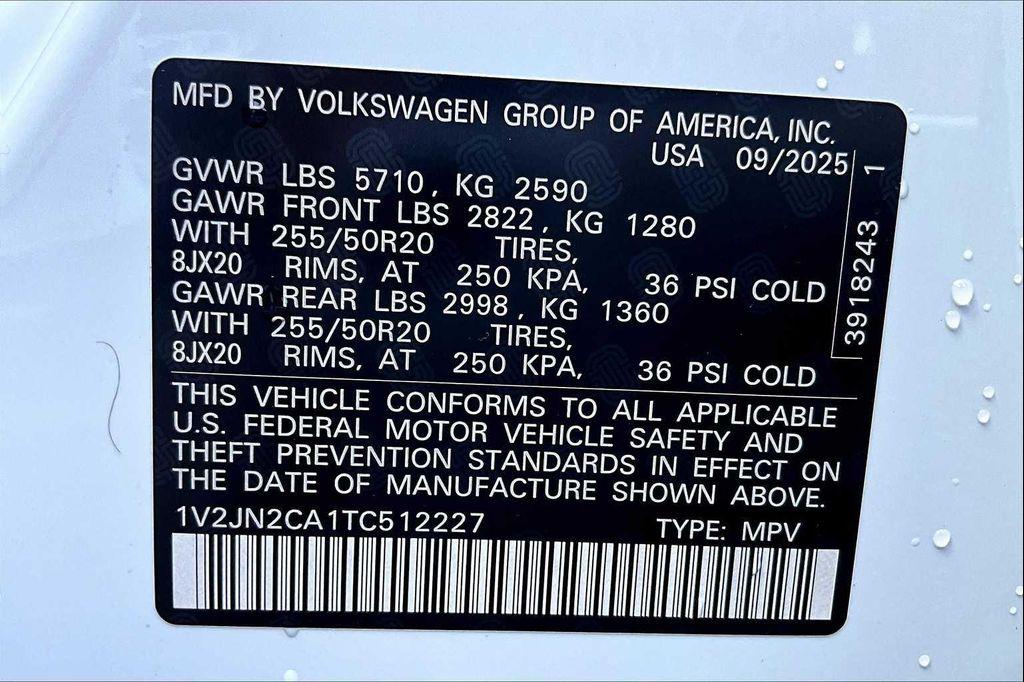 MFD BY VOLKSWAGEN GROUP OF AMERICA, INC.
USA 09/2025
GVWR LBS 5710, KG 2590
GAWR FRONT LBS 2822, KG 1280
WITH 255/50R20 TIRES,
8JX20 RIMS, AT 250 KPA, 36 PSI COLD
GAWR REAR LBS 2998, KG 1360
WITH 255/50R20 TIRES,
8JX20 RIMS, AT 250 KPA, 36 PSI COLD
3918243 1
THIS VEHICLE CONFORMS TO ALL APPLICABLE
U.S. FEDERAL MOTOR VEHICLE SAFETY AND
THEFT PREVENTION STANDARDS IN EFFECT ON
THE DATE OF MANUFACTURE SHOWN ABOVE.
1V2JN2CA1TC512227 TYPE: MPV